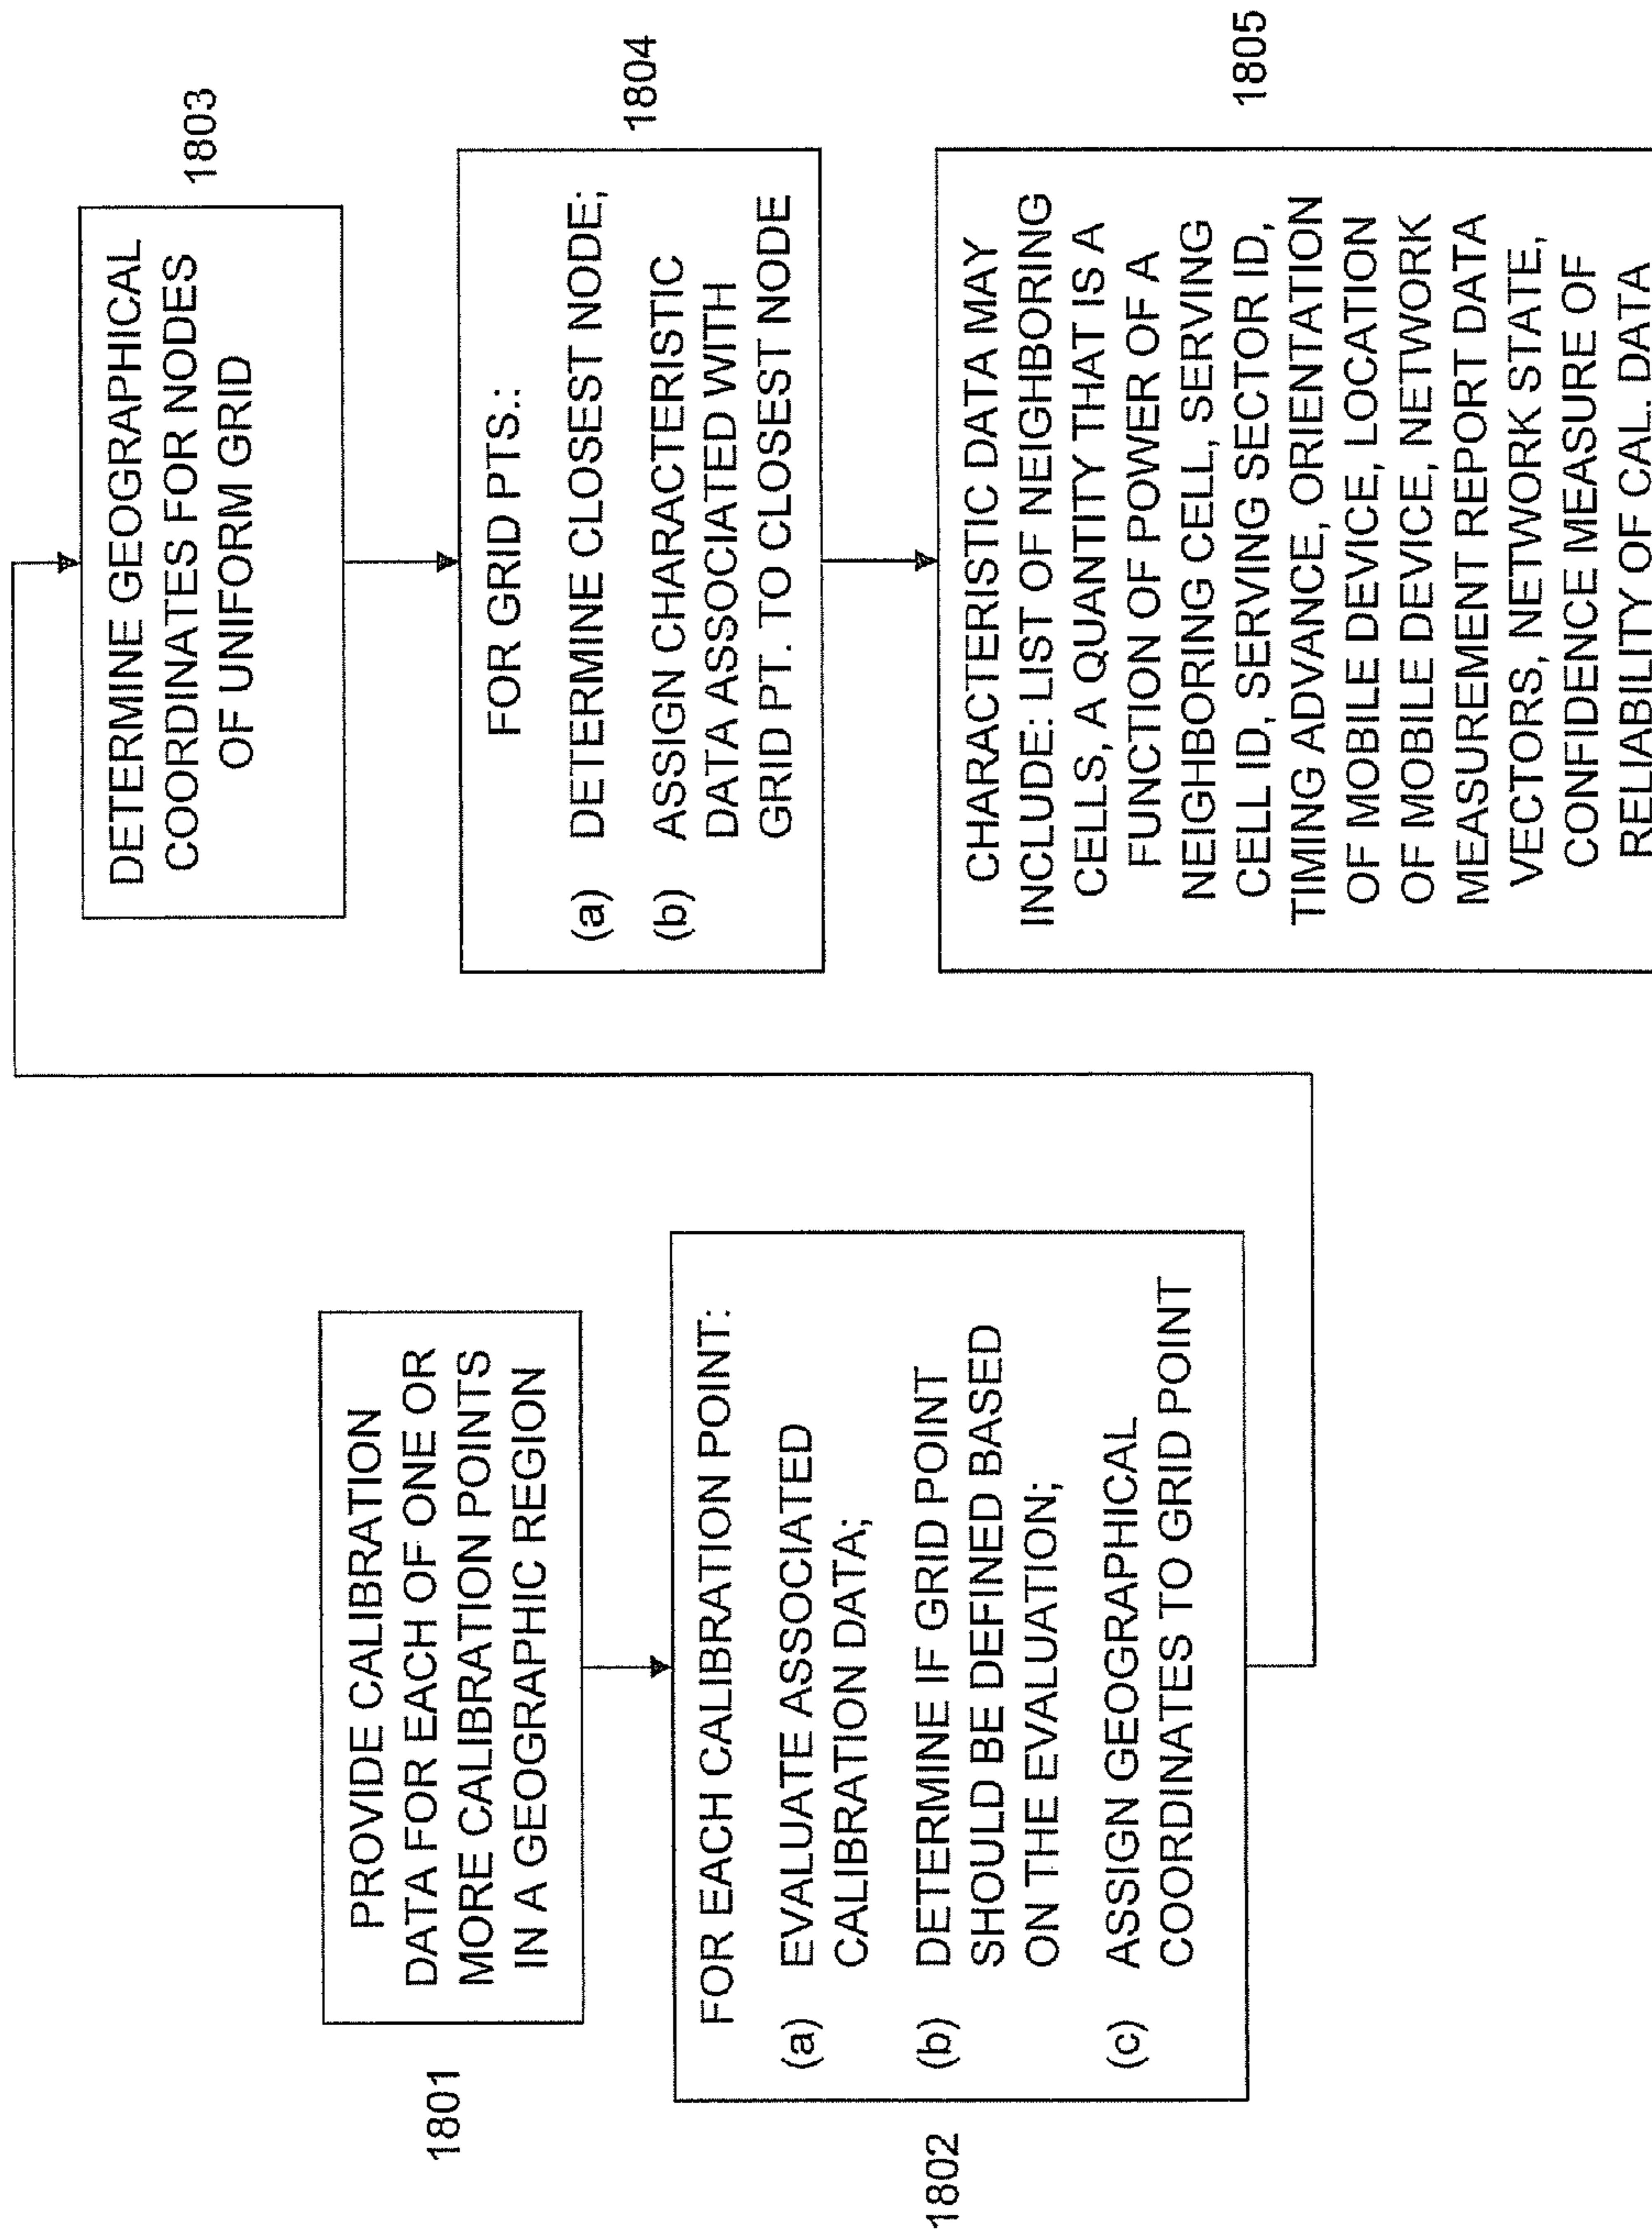 1801
PROVIDE CALIBRATION
DATA FOR EACH OF ONE OR
MORE CALIBRATION POINTS
IN A GEOGRAPHIC REGION
1802
FOR EACH CALIBRATION POINT:
(a) EVALUATE ASSOCIATED
CALIBRATION DATA;
(b) DETERMINE IF GRID POINT
SHOULD BE DEFINED BASED
ON THE EVALUATION;
(c) ASSIGN GEOGRAPHICAL
COORDINATES TO GRID POINT
1803
DETERMINE GEOGRAPHICAL
COORDINATES FOR NODES
OF UNIFORM GRID
1804
FOR GRID PTS.:
(a) DETERMINE CLOSEST NODE;
(b) ASSIGN CHARACTERISTIC
DATA ASSOCIATED WITH
GRID PT. TO CLOSEST NODE
1805
CHARACTERISTIC DATA MAY
INCLUDE: LIST OF NEIGHBORING
CELLS, A QUANTITY THAT IS A
FUNCTION OF POWER OF A
NEIGHBORING CELL, SERVING
CELL ID, SERVING SECTOR ID,
TIMING ADVANCE, ORIENTATION
OF MOBILE DEVICE, LOCATION
OF MOBILE DEVICE, NETWORK
MEASUREMENT REPORT DATA
VECTORS, NETWORK STATE,
CONFIDENCE MEASURE OF
RELIABILITY OF CAL. DATA